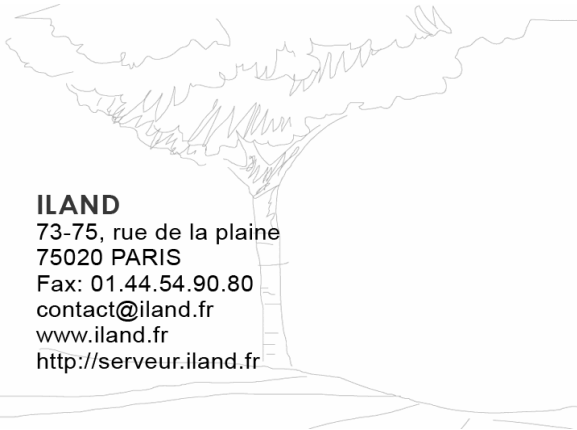 ILAND
73-75, rue de la plaine
75020 PARIS
Fax: 01.44.54.90.80
contact@iland.fr
www.iland.fr
http://serveur.iland.fr